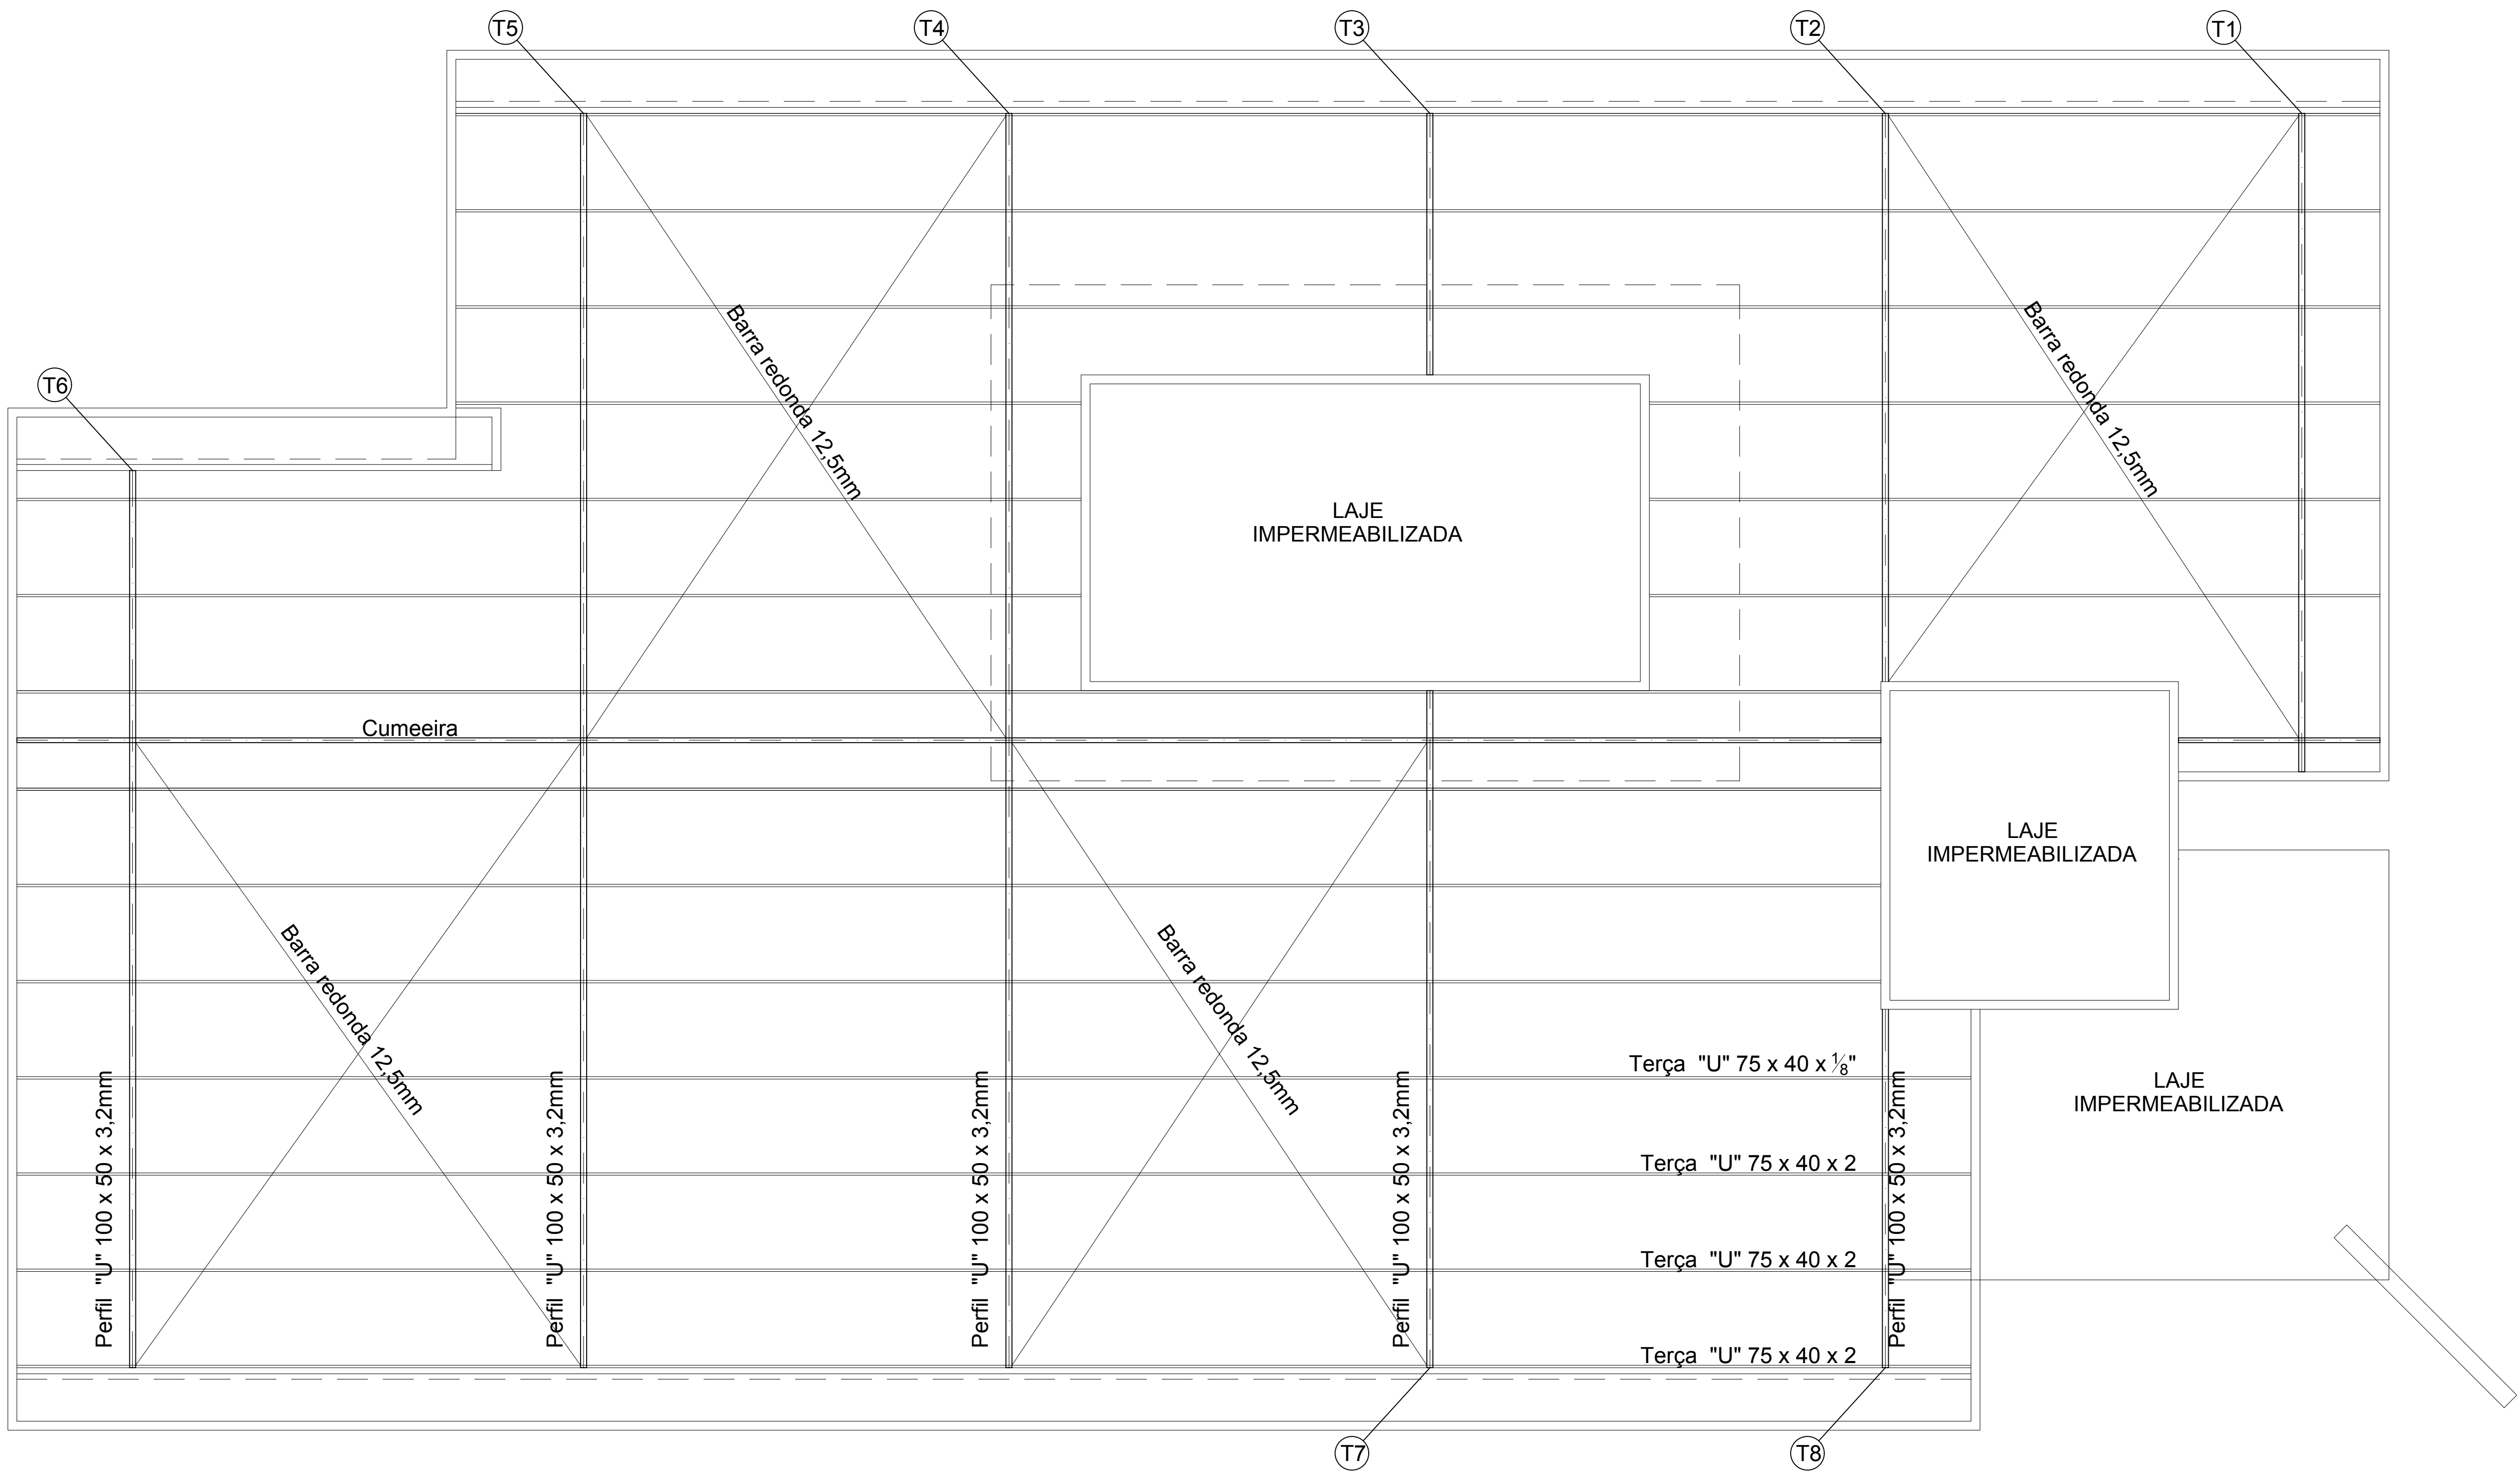 T5
T4
T3
T2
T1
T6
Barra redonda 12,5mm
Barra redonda 12,5mm
LAJE
IMPERMEABILIZADA
Cumeeira
LAJE
IMPERMEABILIZADA
Barra redonda 12,5mm
Barra redonda 12,5mm
Terça "U" 75 x 40 x ⅛"
LAJE
IMPERMEABILIZADA
Perfil "U" 100 x 50 x 3,2mm
Perfil "U" 100 x 50 x 3,2mm
Perfil "U" 100 x 50 x 3,2mm
Perfil "U" 100 x 50 x 3,2mm
Perfil "U" 100 x 50 x 3,2mm
Terça "U" 75 x 40 x 2
Terça "U" 75 x 40 x 2
Terça "U" 75 x 40 x 2
T7
T8